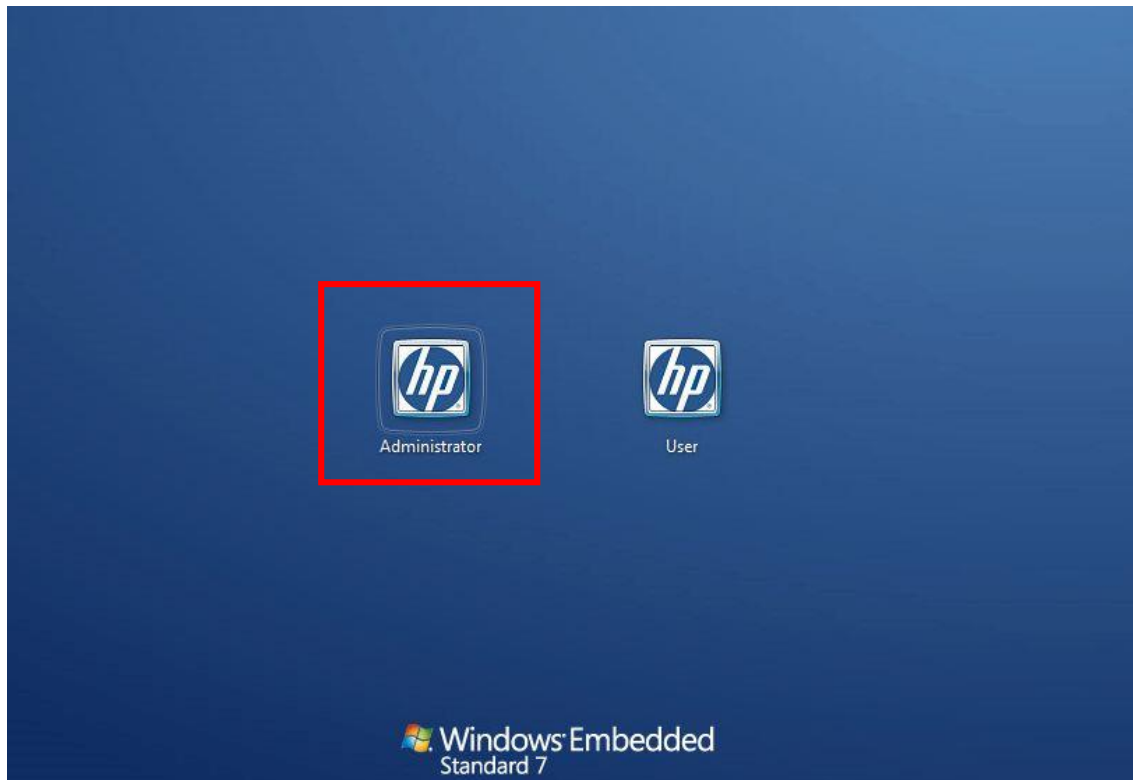 hp
hp
Administrator
User
Windows Embedded
Standard 7